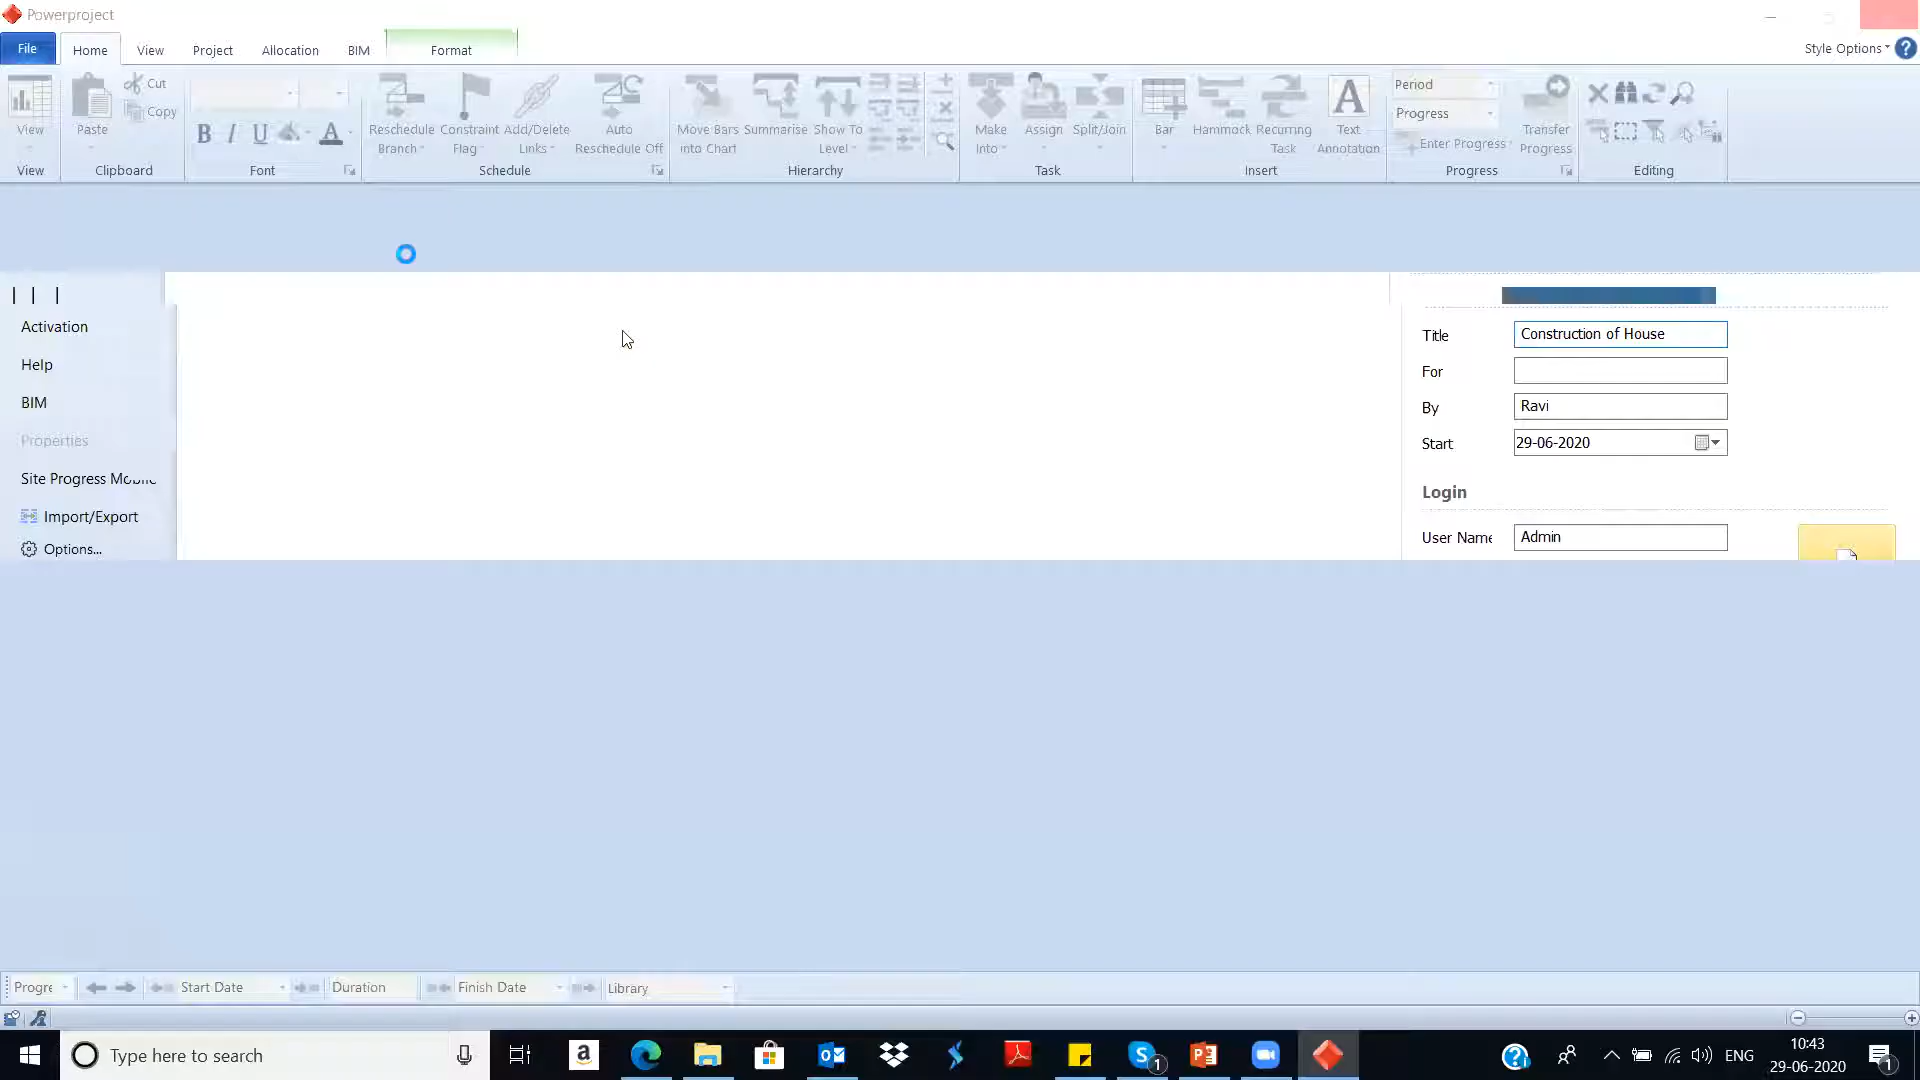 Powerproject
File Home View Project Allocation BIM Format Style Options
View Paste Cut Copy B I U A
Reschedule Branch Constraint Flag Add/Delete Links Auto Reschedule Off
Move Bars into Chart Summarise Show To Level
Make Into Assign Split/Join
Bar Hammock Recurring Task Text Annotation
Period
Progress
Enter Progress
Transfer Progress
View Clipboard Font Schedule Hierarchy Task Insert Progress Editing
Activation
Help
BIM
Properties
Site Progress
Import/Export
Options...
Title Construction of House
For
By Ravi
Start 29-06-2020
Login
User Name Admin
Progre Start Date Duration Finish Date Library
Type here to search
ENG
10:43
29-06-2020
1
1